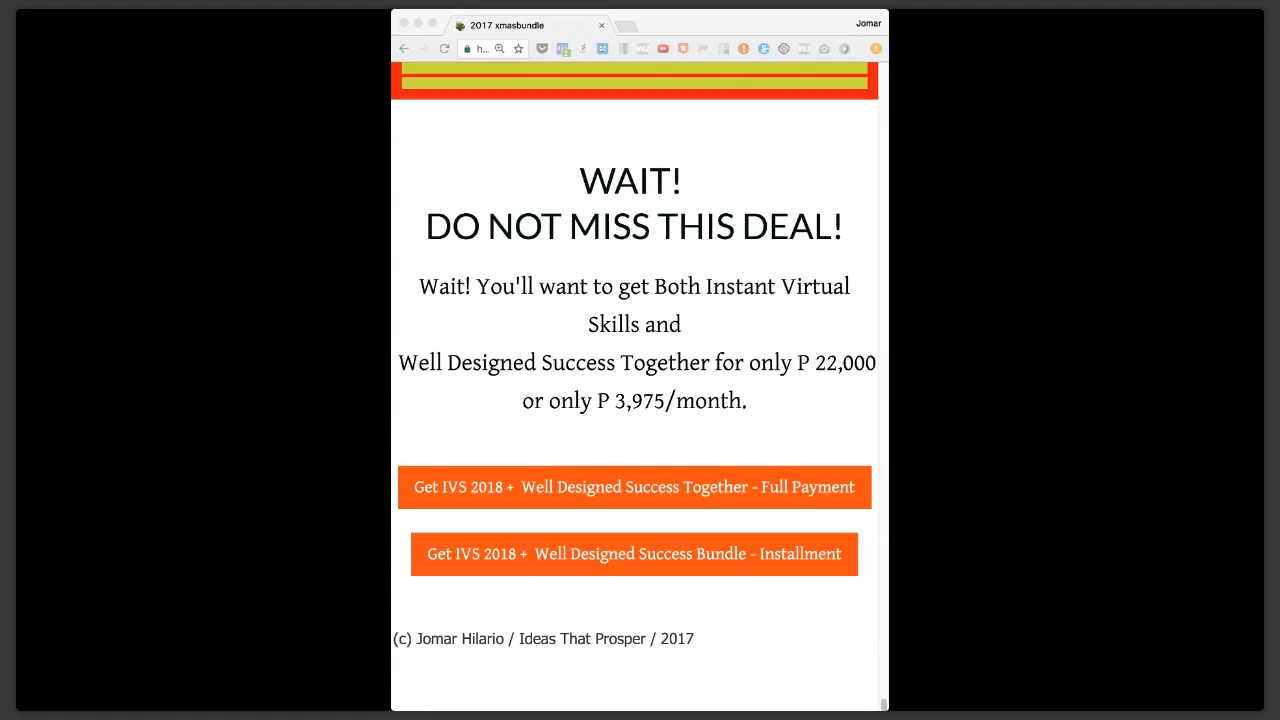 2017 xmasbundle
Jomar
h...
WAIT!
DO NOT MISS THIS DEAL!
Wait! You'll want to get Both Instant Virtual
Skills and
Well Designed Success Together for only P 22,000
or only P 3,975/month.
Get IVS 2018 + Well Designed Success Together - Full Payment
Get IVS 2018 + Well Designed Success Bundle - Installment
(c) Jomar Hilario / Ideas That Prosper / 2017